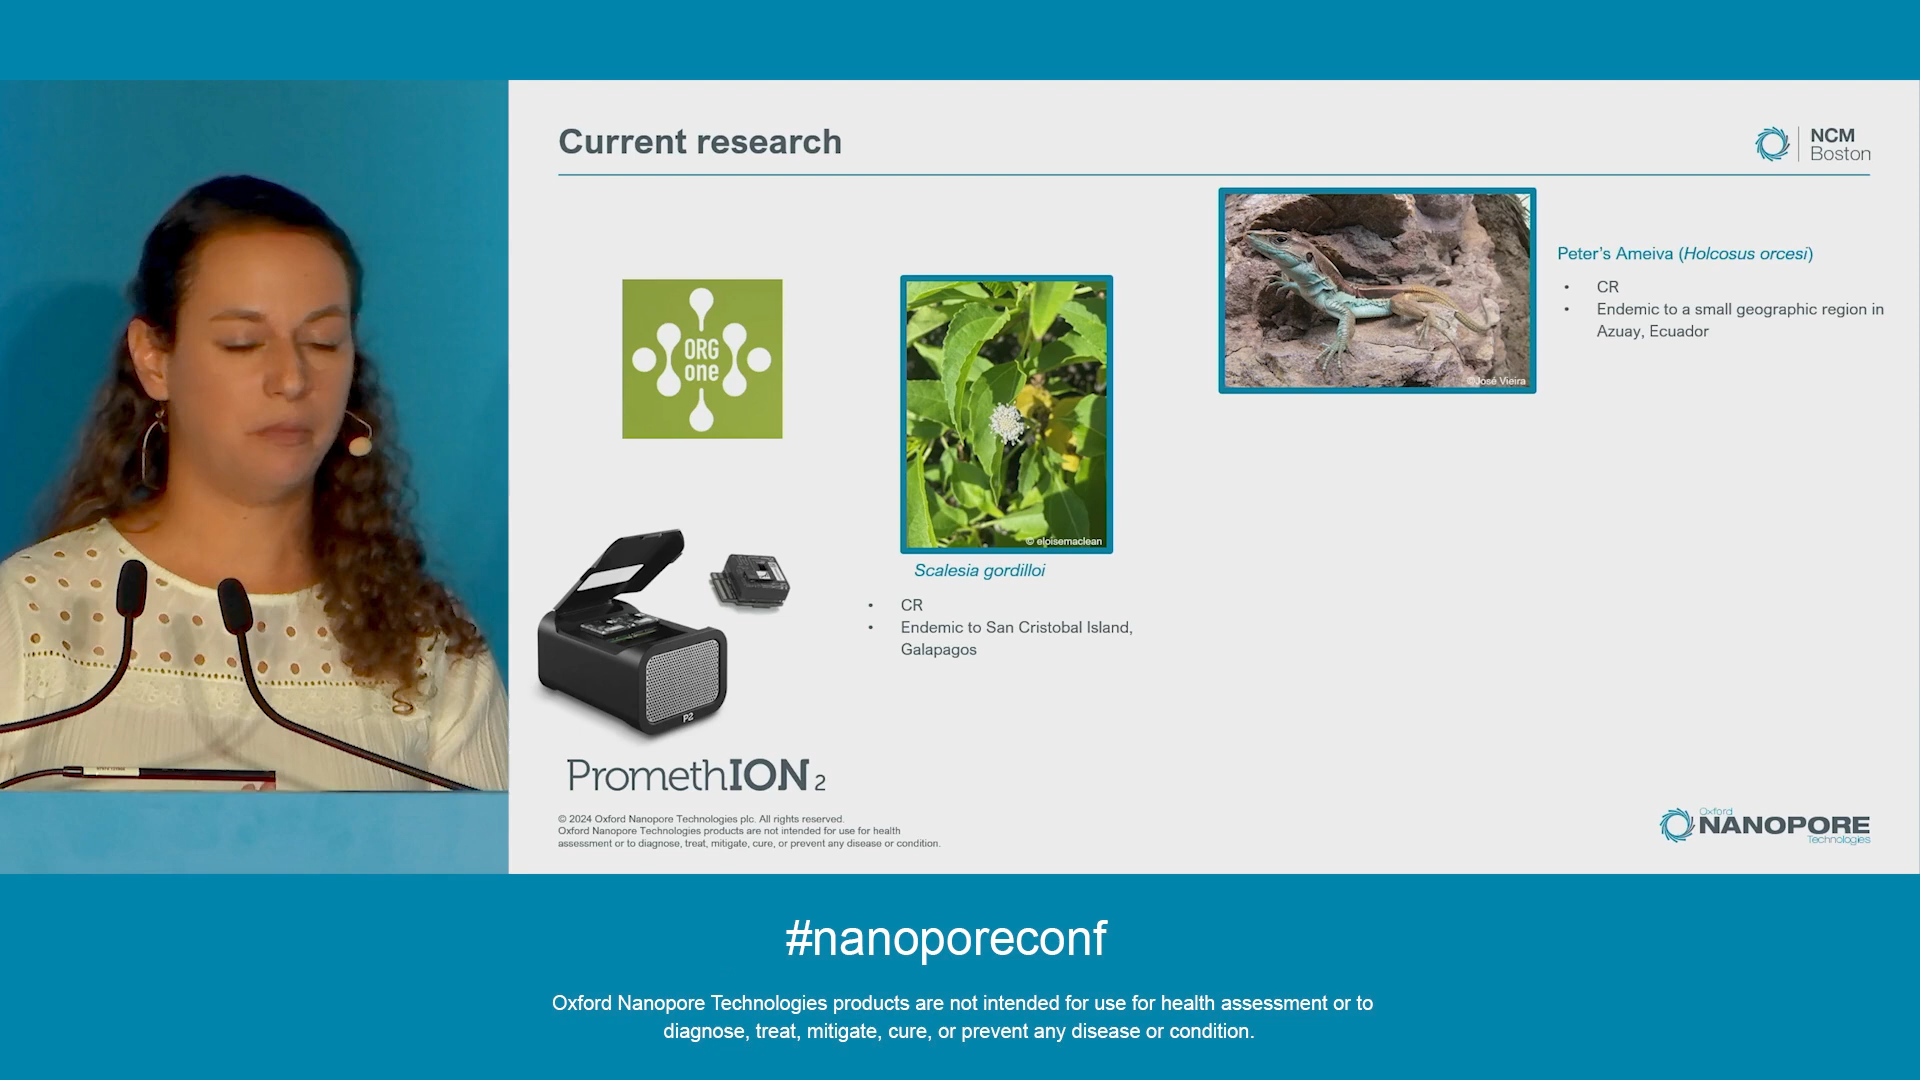 Current research
NCM
Boston
ORG
one
© eloisemaclean
Scalesia gordilloi
• CR
• Endemic to San Cristobal Island,
Galapagos
©José Vieira
Peter's Ameiva (Holcosus orcesi)
• CR
• Endemic to a small geographic region in
Azuay, Ecuador
P2
PromethION 2
© 2024 Oxford Nanopore Technologies plc. All rights reserved.
Oxford Nanopore Technologies products are not intended for use for health
assessment or to diagnose, treat, mitigate, cure, or prevent any disease or condition.
Oxford
NANOPORE
Technologies
#nanoporeconf
Oxford Nanopore Technologies products are not intended for use for health assessment or to
diagnose, treat, mitigate, cure, or prevent any disease or condition.